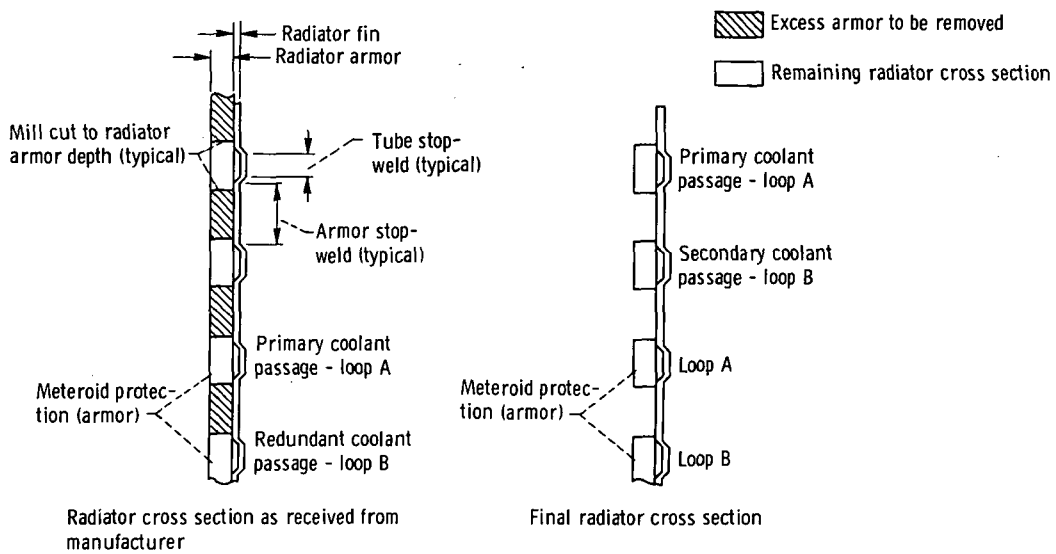 Radiator fin
Radiator armor
Excess armor to be removed
Remaining radiator cross section
Mill cut to radiator
armor depth (typical)
Tube stop-
weld (typical)
Armor stop-
weld (typical)
Primary coolant
passage - loop A
Meteroid protec-
tion (armor)
Redundant coolant
passage - loop B
Radiator cross section as received from
manufacturer
Primary coolant
passage - loop A
Secondary coolant
passage - loop B
Loop A
Meteroid protection
(armor)
Loop B
Final radiator cross section